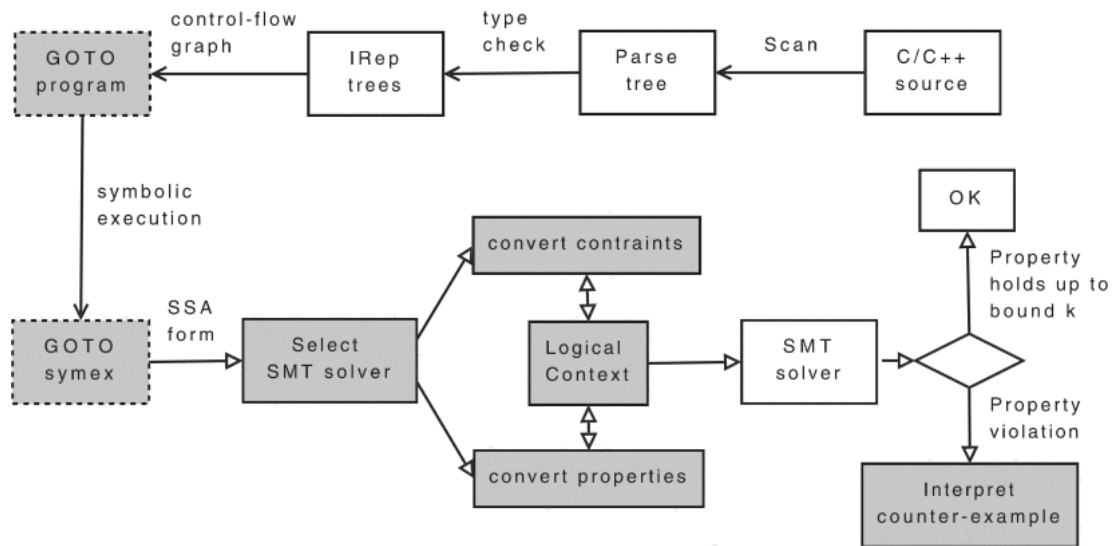 control-flow
graph
type
check
Scan
GOTO
program
IRep
trees
Parse
tree
C/C++
source
symbolic
execution
OK
convert contraints
Property
holds up to
bound k
SSA
form
GOTO
symex
Select
SMT solver
Logical
Context
SMT
solver
Property
violation
convert properties
Interpret
counter-example